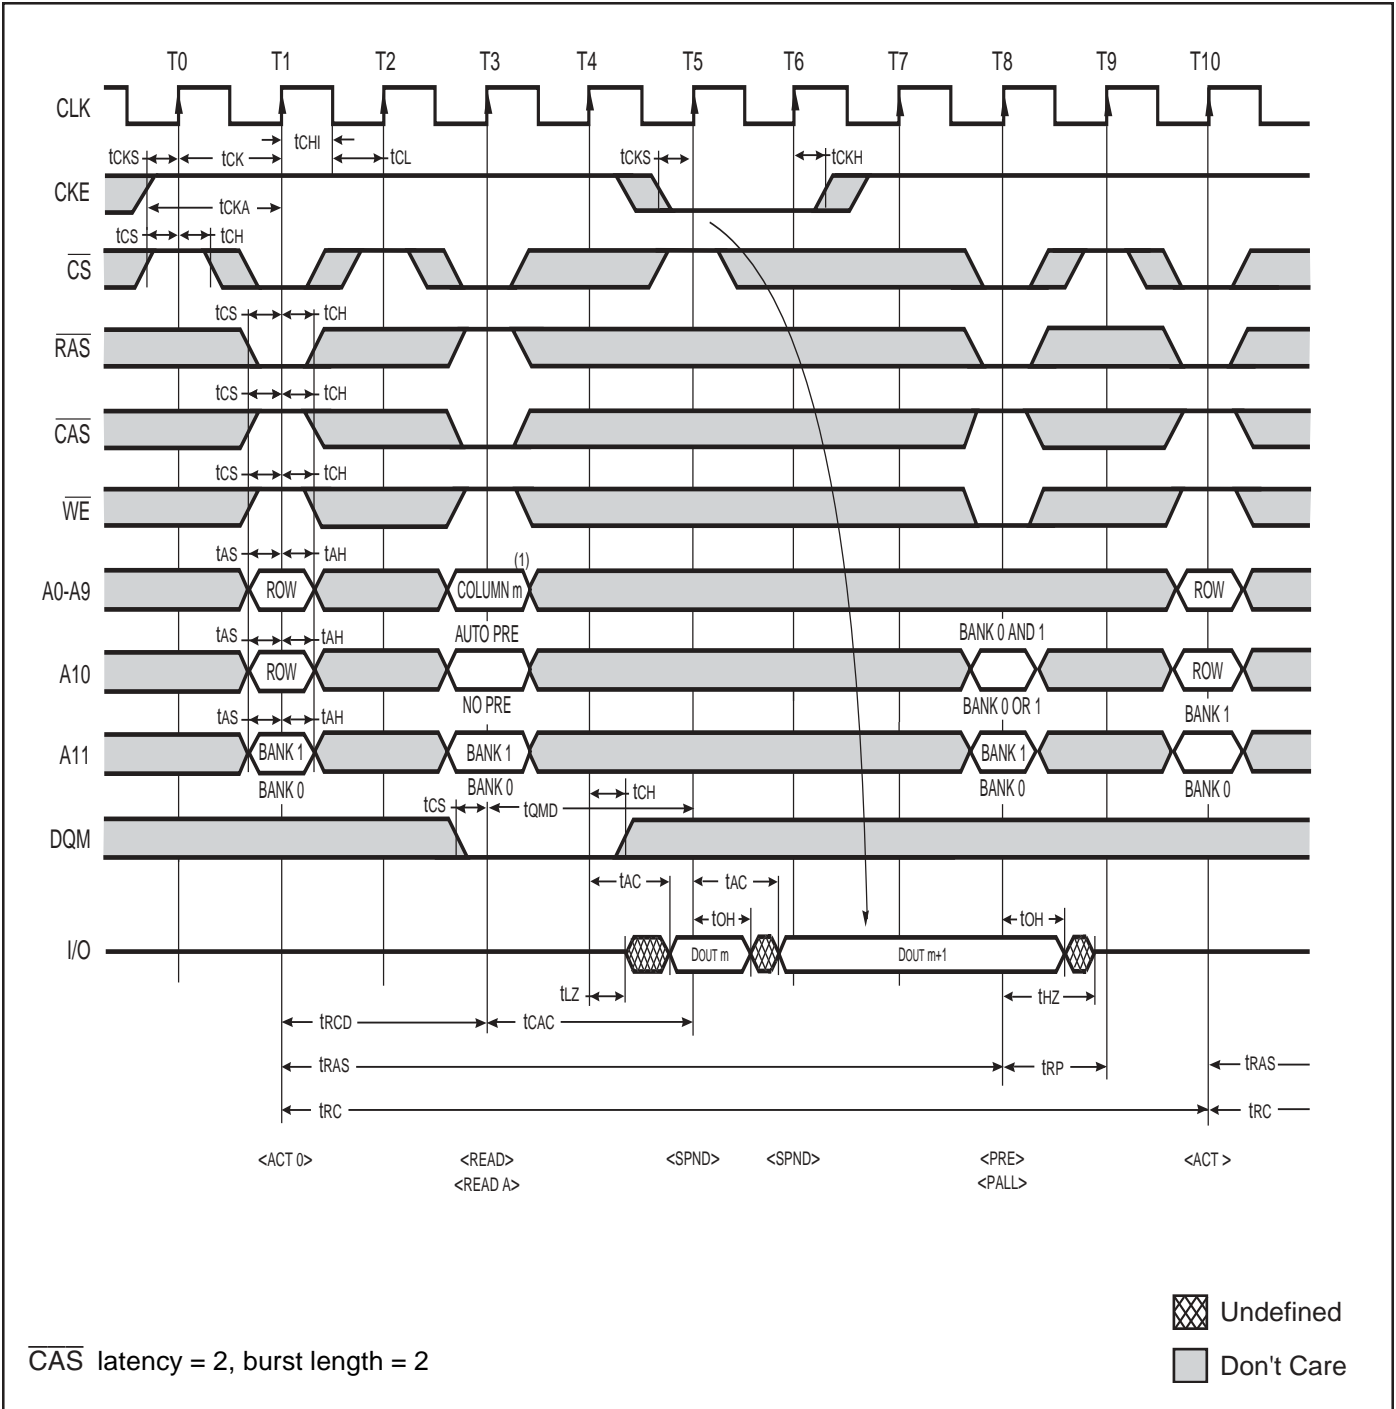 T0 T1 T2 T3 T4 T5 T6 T7 T8 T9 T10
CLK
tCHI
tCKS tCK tCL tCKS tCKH
CKE
tCKA
tCS tCH
CS
tCS tCH
RAS
tCS tCH
CAS
tCS tCH
WE
tAS tAH
(1)
A0-A9 ROW COLUMN m ROW
tAS tAH AUTO PRE BANK 0 AND 1
A10 ROW ROW
NO PRE BANK 0 OR 1
tAS tAH BANK 1
A11 BANK 1 BANK 1 BANK 1
BANK 0 BANK 0 BANK 0 BANK 0
tCS tQMD tCH
DQM
tAC tAC
tOH tOH
I/O DOUT m DOUT m+1
tLZ tHZ
tRCD tCAC
tRAS tRP tRAS
tRC tRC
<ACT 0> <READ> <SPND> <SPND> <PRE> <ACT >
<READ A> <PALL>
Undefined
CAS latency = 2, burst length = 2
Don't Care